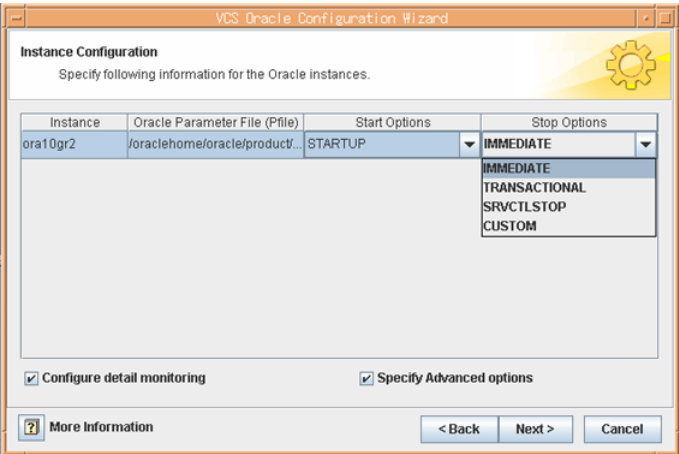 VCS Oracle Configuration Wizard
Instance Configuration
Specify following information for the Oracle instances.
Instance Oracle Parameter File (Pfile) Start Options Stop Options
ora10gr2 /oraclehome/oracle/product/... STARTUP IMMEDIATE
IMMEDIATE
TRANSACTIONAL
SRVCTLSTOP
CUSTOM
Configure detail monitoring Specify Advanced options
? More Information < Back Next > Cancel